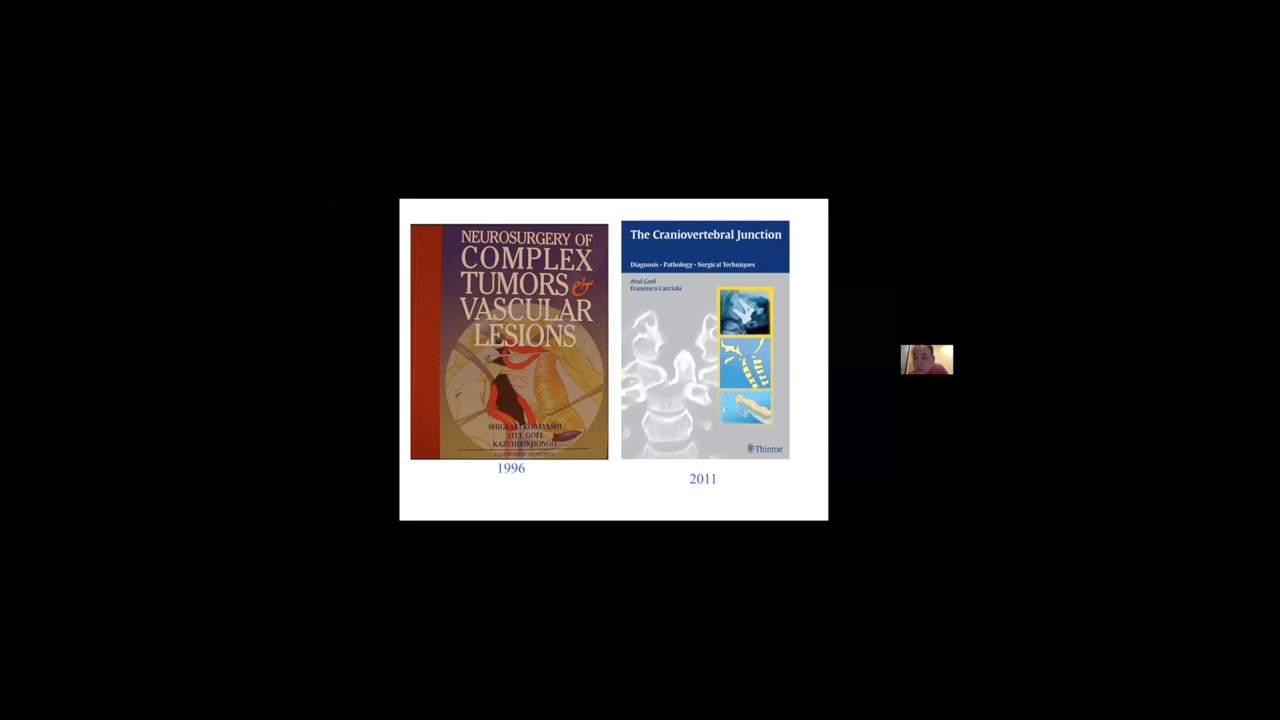 NEUROSURGERY OF
COMPLEX
TUMORS &
VASCULAR
LESIONS
SHIGEAKI KOBAYASHI
ATUL GOEL
KAZUHIRO HONGO
1996
The Craniovertebral Junction
Diagnosis • Pathology • Surgical Techniques
Atul Goel
Francesco Cacciola
Thieme
2011